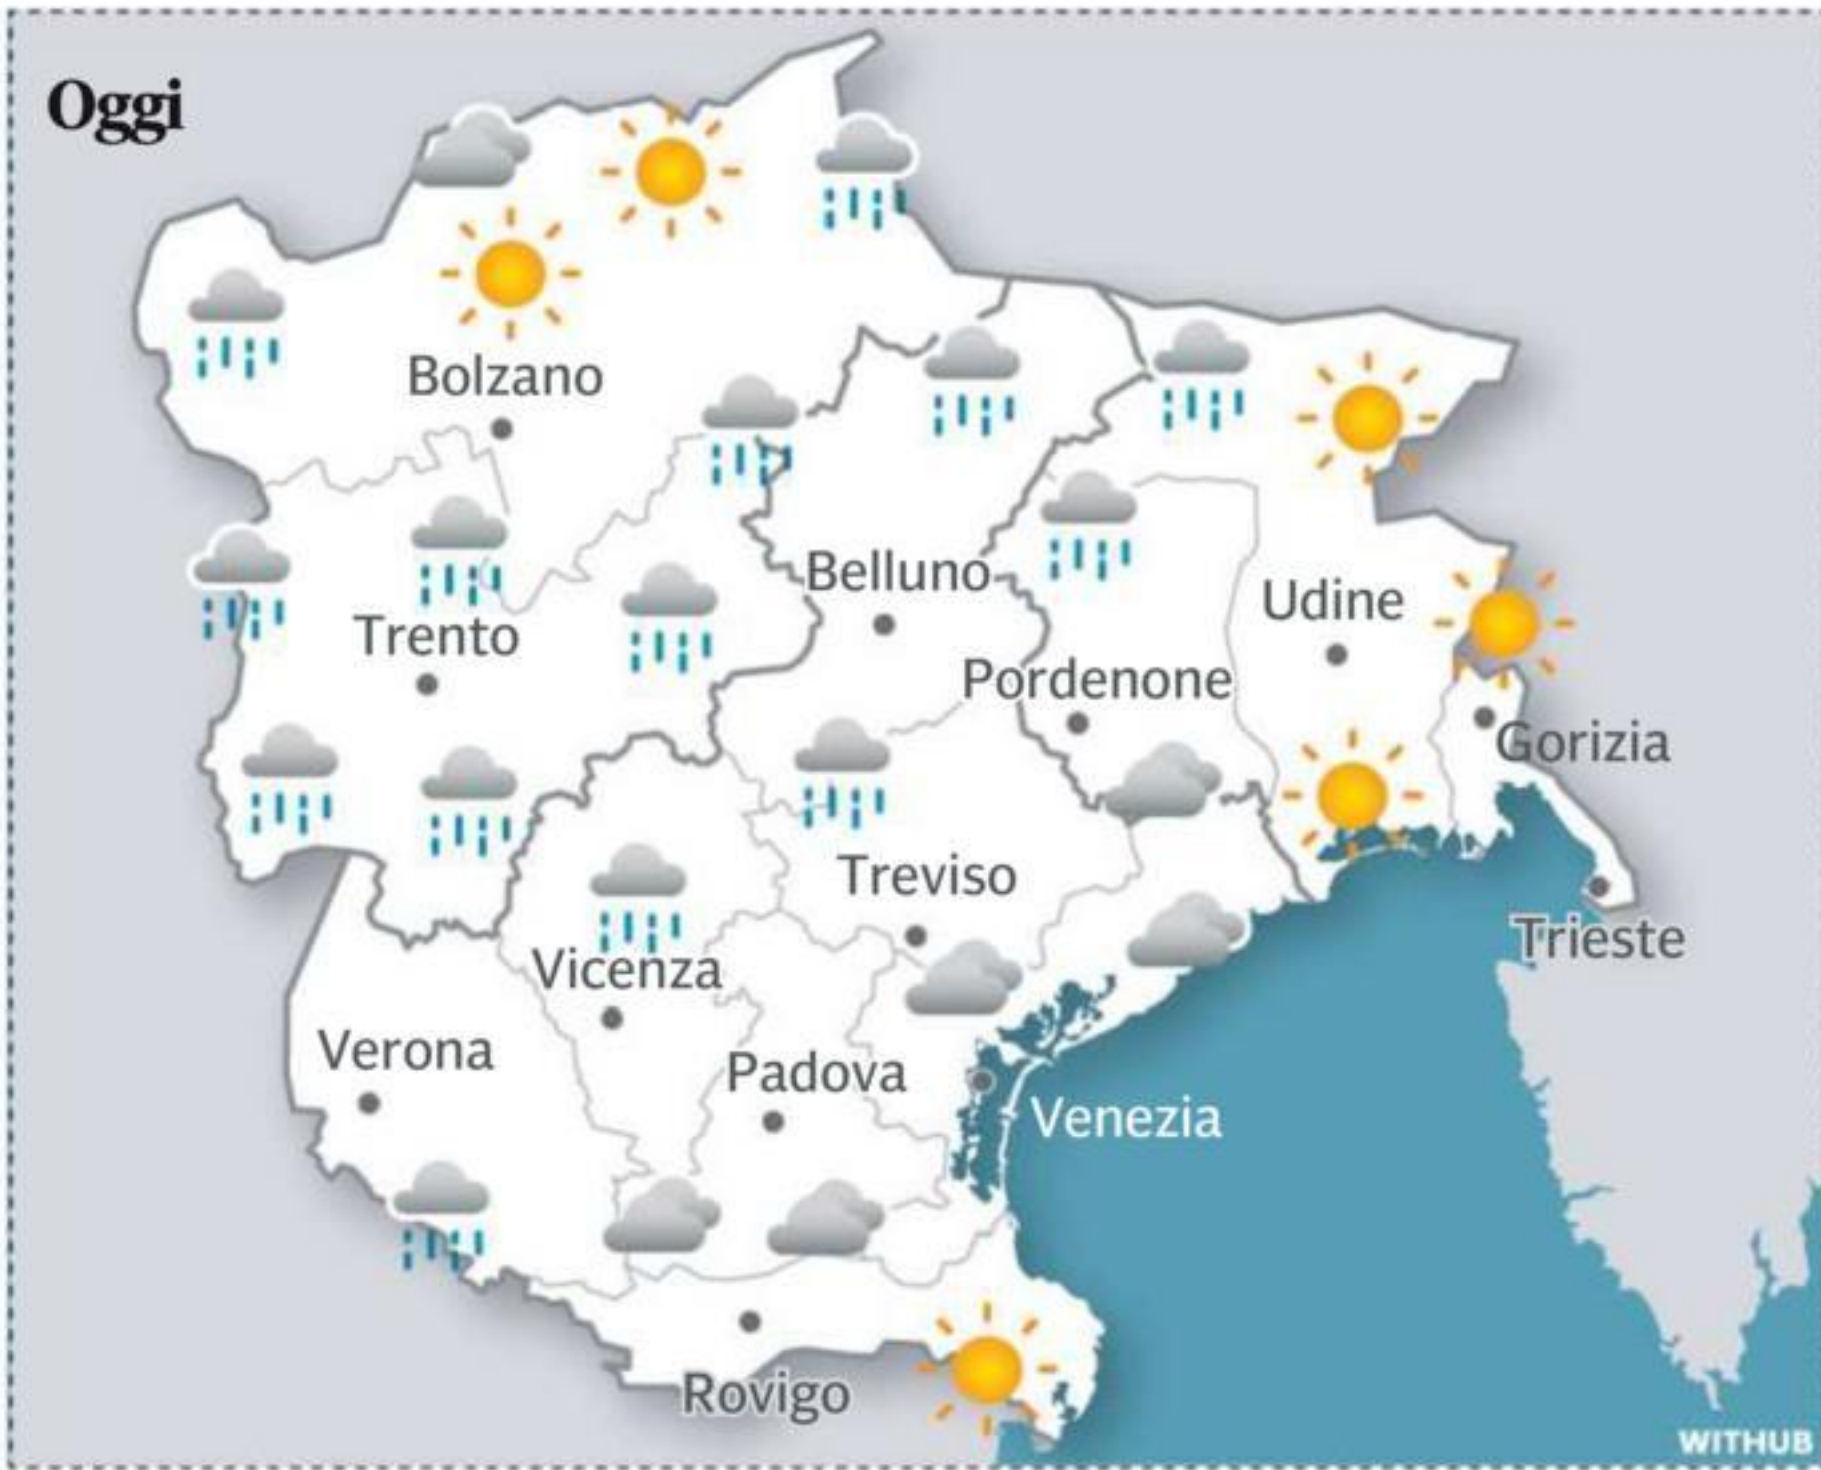 Oggi
Bolzano
Belluno
Udine
Trento
Pordenone
Gorizia
Treviso
Trieste
Vicenza
Verona
Padova
Venezia
Rovigo
WITHUB